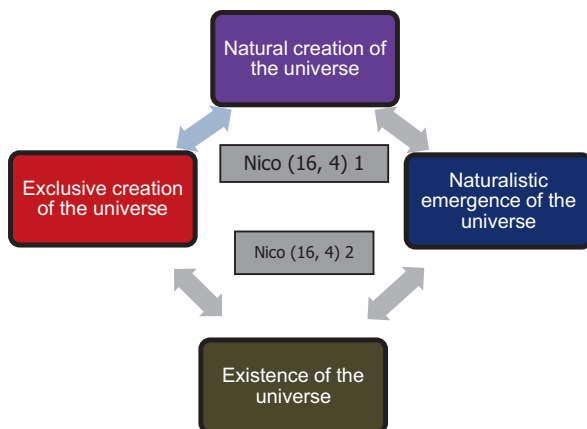 Natural creation of
the universe
Nico (16, 4) 1
Exclusive creation
of the universe
Naturalistic
emergence of the
universe
Nico (16, 4) 2
Existence of the
universe